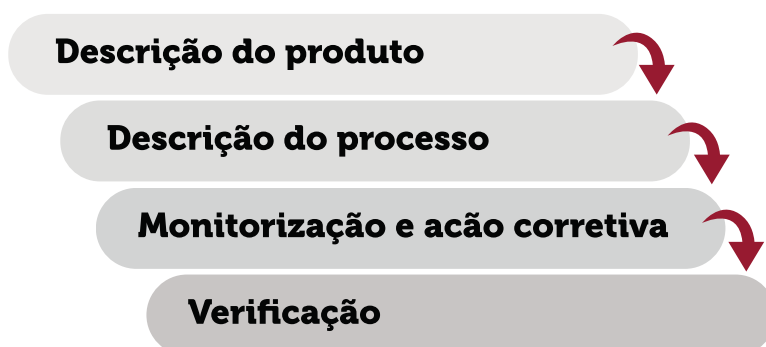 Descrição do produto
Descrição do processo
Monitorização e acão corretiva
Verificação